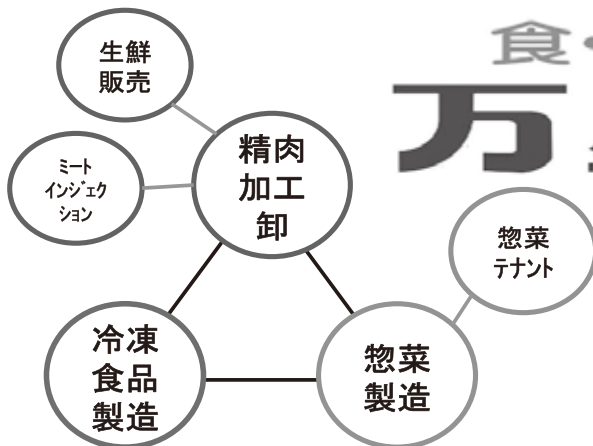 生鮮
販売
食
万
精肉
加工
卸
ﾐｰﾄ
ｲﾝｼﾞｪｸ
ｼｮﾝ
惣菜
ﾃﾅﾝﾄ
冷凍
食品
製造
惣菜
製造